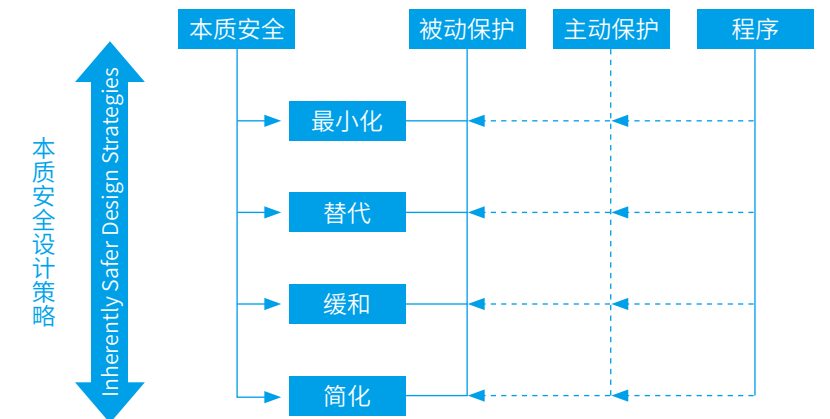 本质安全
被动保护
主动保护
程序
本质安全设计策略
Inherently Safer Design Strategies
最小化
替代
缓和
简化